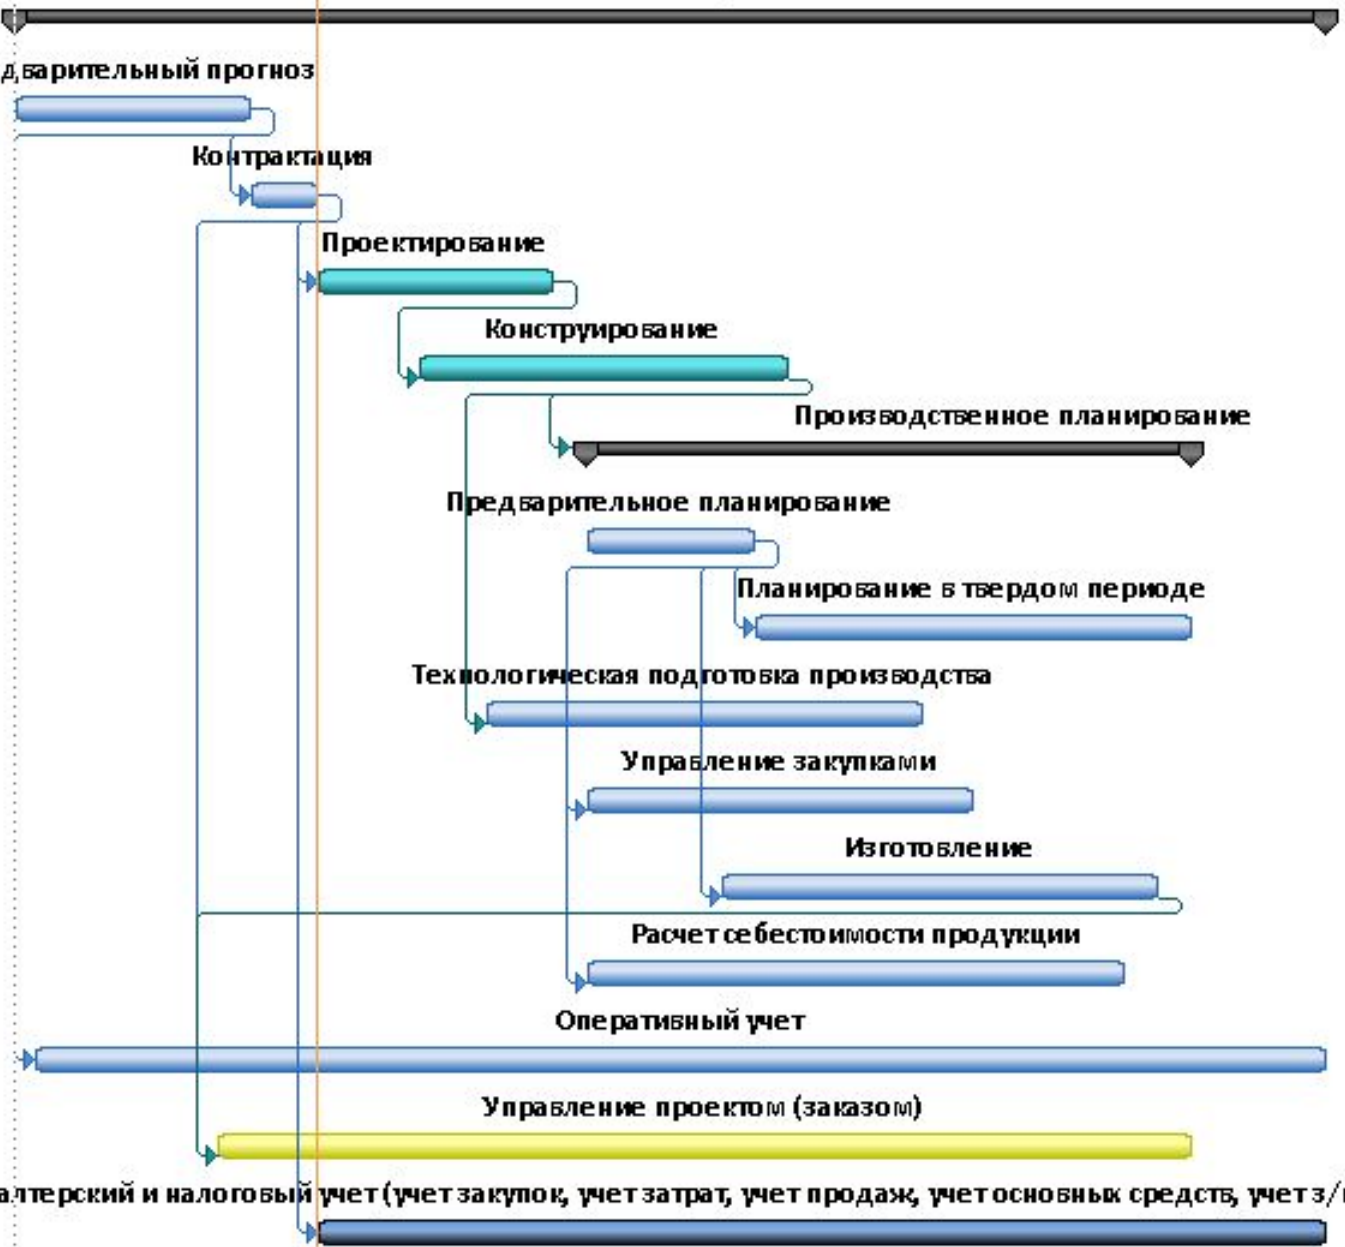 дварительный прогноз
Контрактация
Проектирование
Конструирование
Производственное планирование
Предварительное планирование
Планирование в твердом периоде
Технологическая подготовка производства
Управление закупками
Изготовление
Расчет себестоимости продукции
Оперативный учет
Управление проектом (заказом)
алтерский и налоговый учет (учет закупок, учет затрат, учет продаж, учет основных средств, учет з/